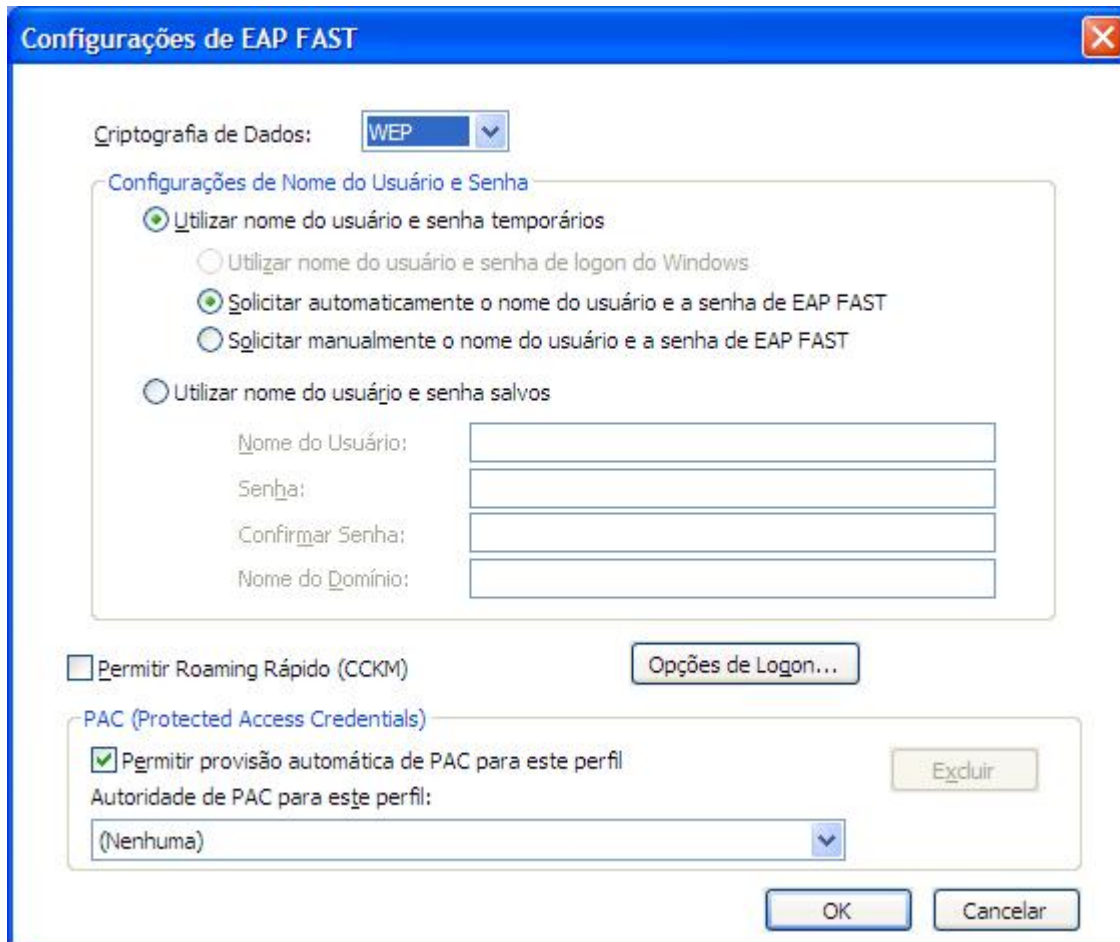 Configurações de EAP FAST
Criptografia de Dados: WEP
Configurações de Nome do Usuário e Senha
Utilizar nome do usuário e senha temporários
Utilizar nome do usuário e senha de logon do Windows
Solicitar automaticamente o nome do usuário e a senha de EAP FAST
Solicitar manualmente o nome do usuário e a senha de EAP FAST
Utilizar nome do usuário e senha salvos
Nome do Usuário:
Senha:
Confirmar Senha:
Nome do Domínio:
Permitir Roaming Rápido (CCKM) Opções de Logon...
PAC (Protected Access Credentials)
Permitir provisão automática de PAC para este perfil Excluir
Autoridade de PAC para este perfil:
(Nenhuma)
OK Cancelar